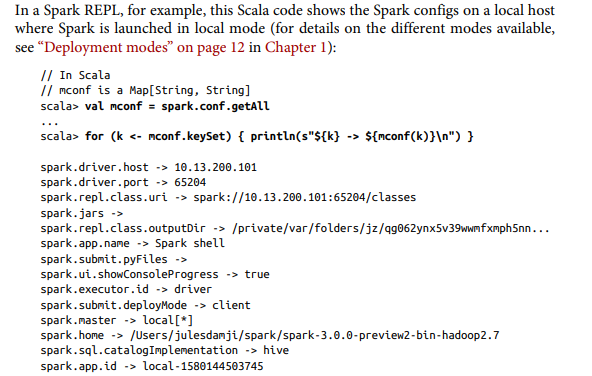 In a Spark REPL, for example, this Scala code shows the Spark configs on a local host
where Spark is launched in local mode (for details on the different modes available,
see “Deployment modes” on page 12 in Chapter 1):
// In Scala
// mconf is a Map[String, String]
scala> val mconf = spark.conf.getAll
...
scala> for (k <- mconf.keySet) { println(s"${k} -> ${mconf(k)}\n") }
spark.driver.host -> 10.13.200.101
spark.driver.port -> 65204
spark.repl.class.uri -> spark://10.13.200.101:65204/classes
spark.jars ->
spark.repl.class.outputDir -> /private/var/folders/jz/qg062ynx5v39wwmfxmph5nn...
spark.app.name -> Spark shell
spark.submit.pyFiles ->
spark.ui.showConsoleProgress -> true
spark.executor.id -> driver
spark.submit.deployMode -> client
spark.master -> local[*]
spark.home -> /Users/julesdamji/spark/spark-3.0.0-preview2-bin-hadoop2.7
spark.sql.catalogImplementation -> hive
spark.app.id -> local-1580144503745